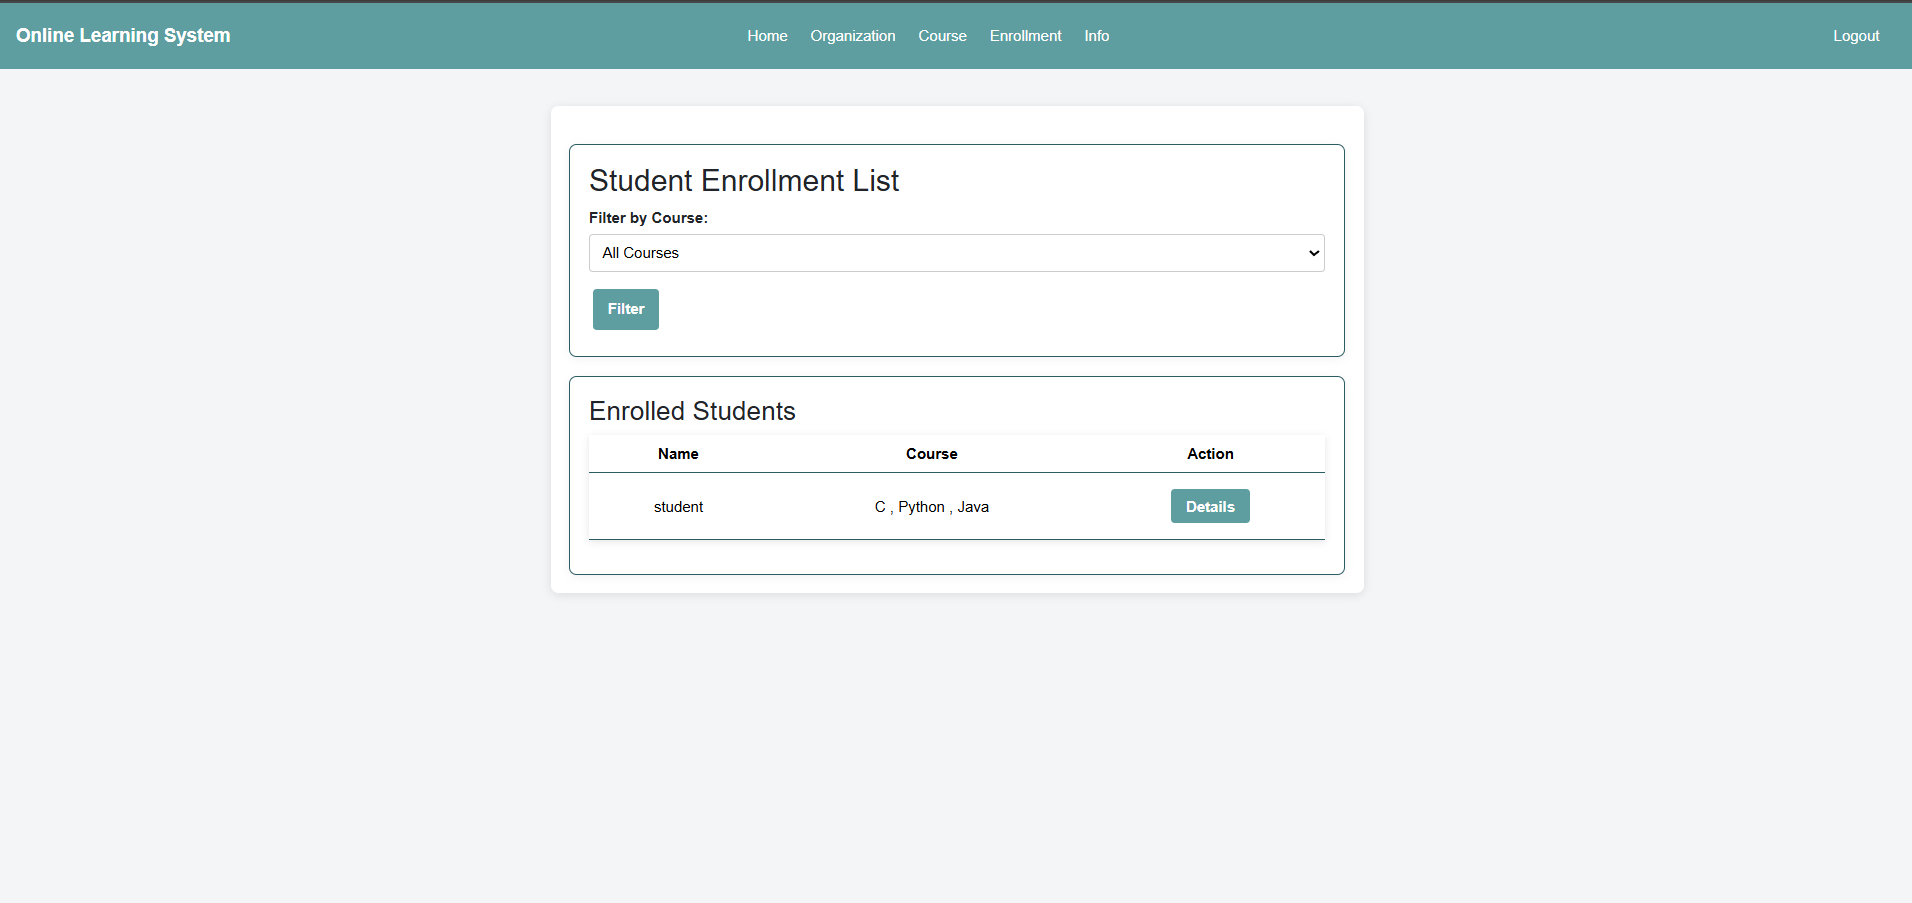 Online Learning System Home Organization Course Enrollment Info Logout
Student Enrollment List
Filter by Course:
All Courses
Filter
Enrolled Students
Name Course Action
student C , Python , Java Details